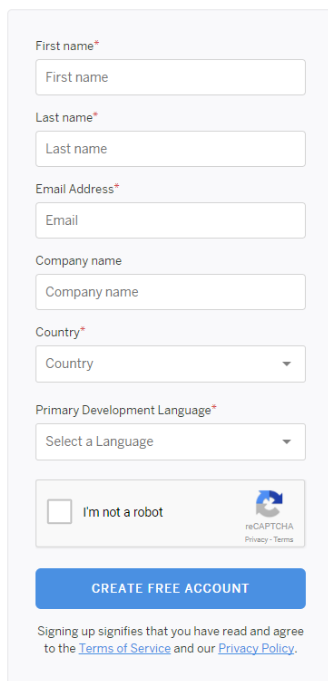 First name*
First name
Last name*
Last name
Email Address*
Email
Company name
Company name
Country*
Country
Primary Development Language*
Select a Language
I'm not a robot
reCAPTCHA
Privacy - Terms
CREATE FREE ACCOUNT
Signing up signifies that you have read and agree
to the Terms of Service and our Privacy Policy.